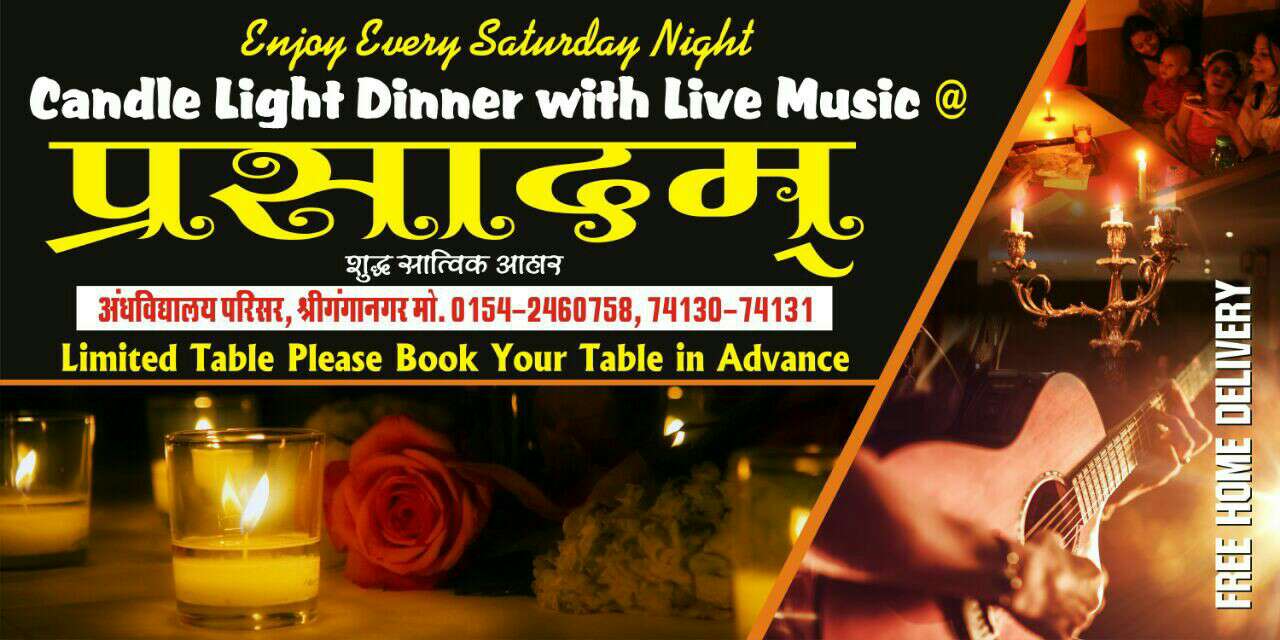 Enjoy Every Saturday Night
Candle Light Dinner with Live Music @
प्रसादम्
शुद्ध सात्विक आहार
अंधविद्यालय परिसर, श्रीगंगानगर मो. 0154-2460758, 74130-74131
Limited Table Please Book Your Table in Advance
FREE HOME DELIVERY